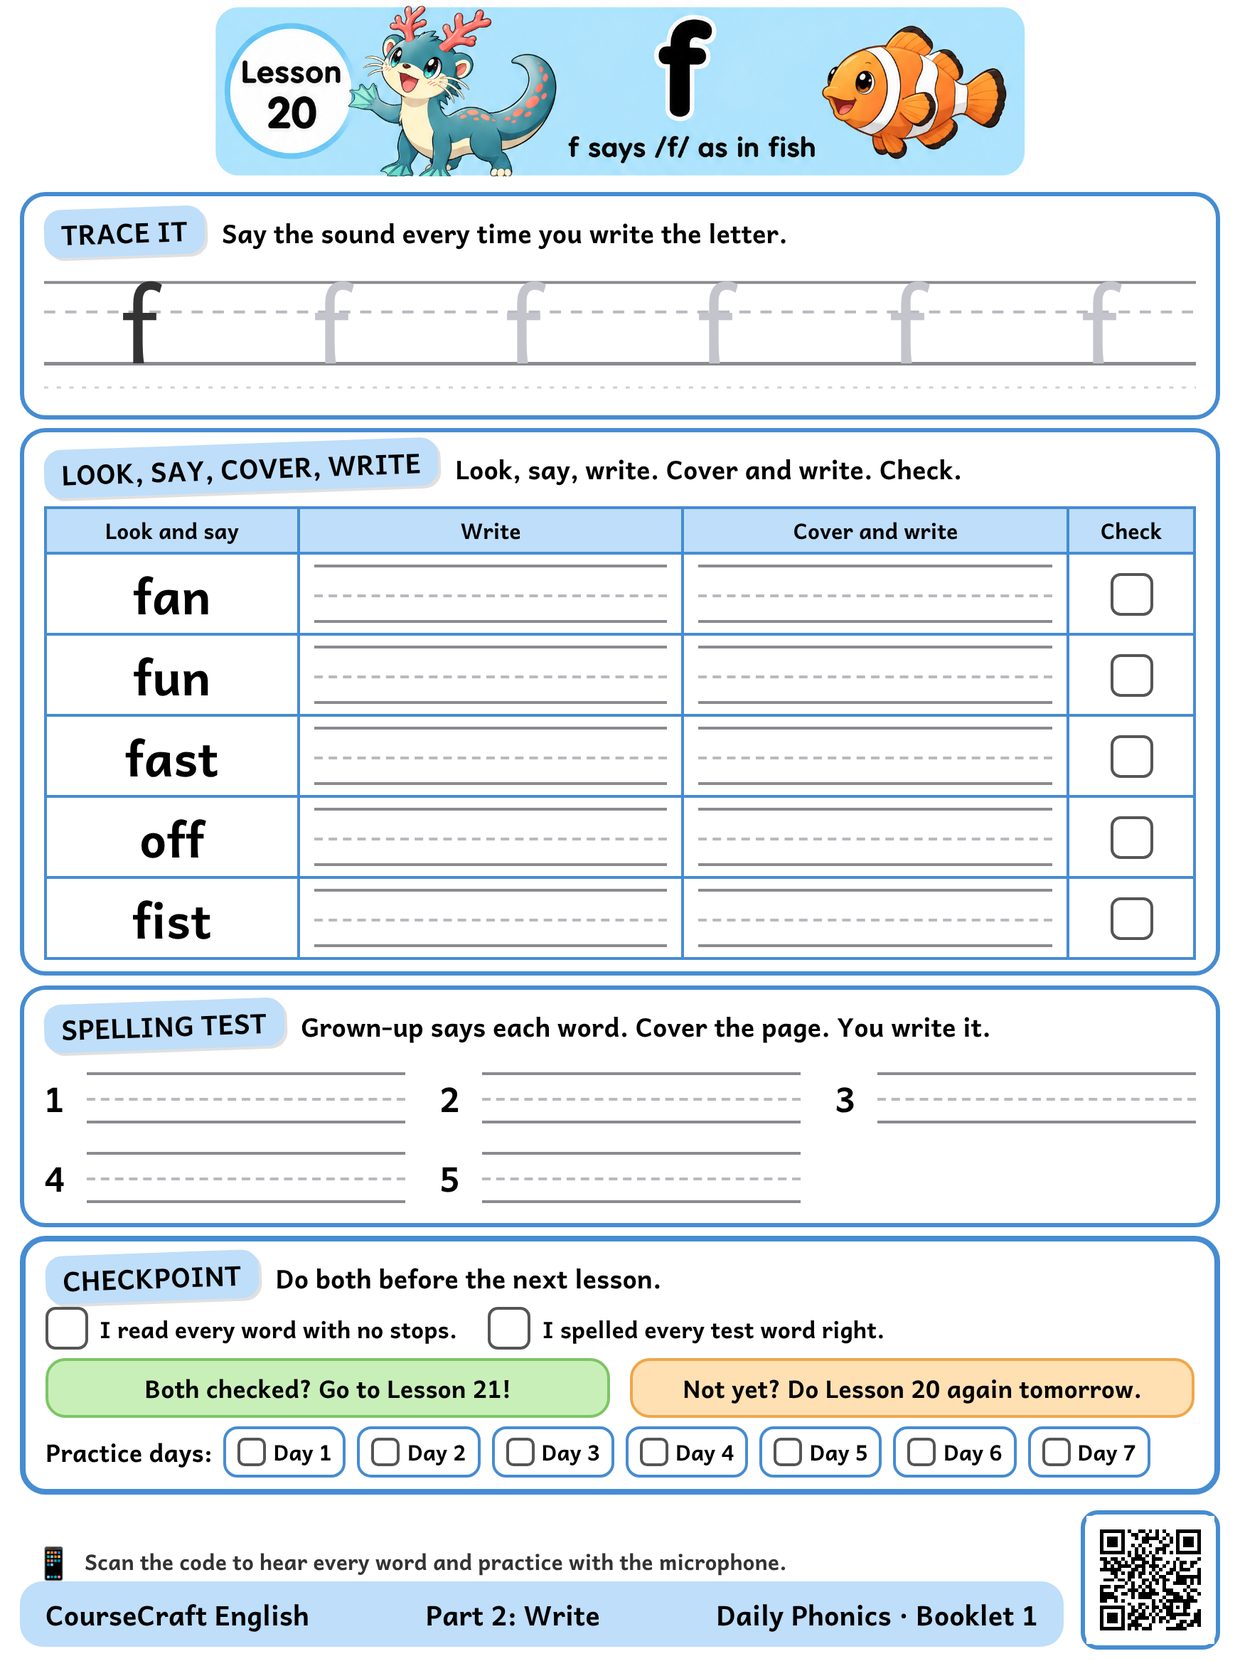 Lesson
20
f
f says /f/ as in fish
TRACE IT Say the sound every time you write the letter.
f f f f f f
LOOK, SAY, COVER, WRITE Look, say, write. Cover and write. Check.
Look and say Write Cover and write Check
fan
fun
fast
off
fist
SPELLING TEST Grown-up says each word. Cover the page. You write it.
1 2 3
4 5
CHECKPOINT Do both before the next lesson.
I read every word with no stops. I spelled every test word right.
Both checked? Go to Lesson 21! Not yet? Do Lesson 20 again tomorrow.
Practice days: Day 1 Day 2 Day 3 Day 4 Day 5 Day 6 Day 7
Scan the code to hear every word and practice with the microphone.
CourseCraft English Part 2: Write Daily Phonics · Booklet 1